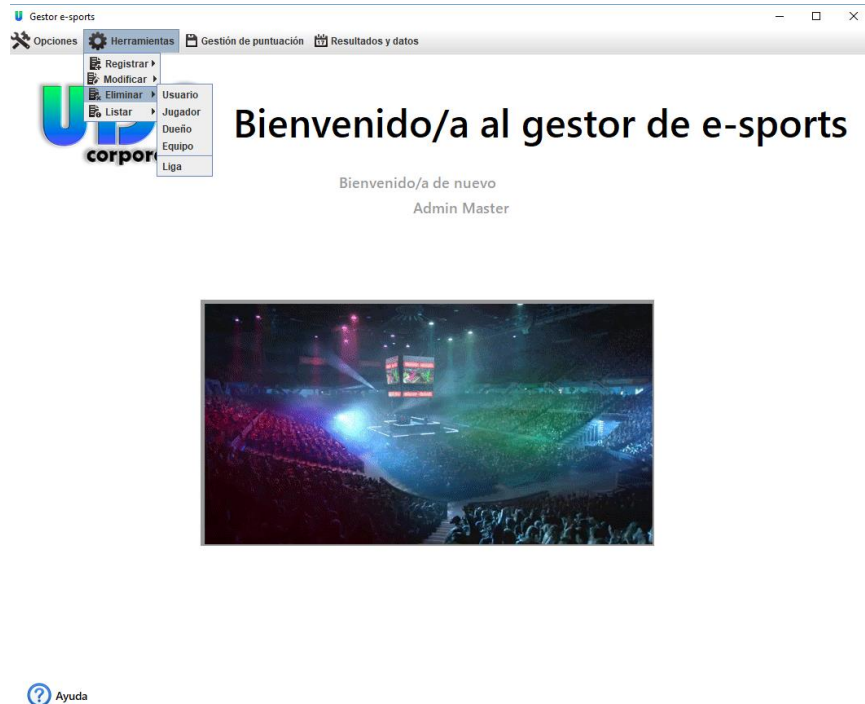 Gestor e-sports
Opciones Herramientas Gestión de puntuación Resultados y datos
Registrar
Modificar
Eliminar
Listar
Usuario
Jugador
Dueño
Equipo
Liga
Bienvenido/a al gestor de e-sports
Bienvenido/a de nuevo
Admin Master
Ayuda